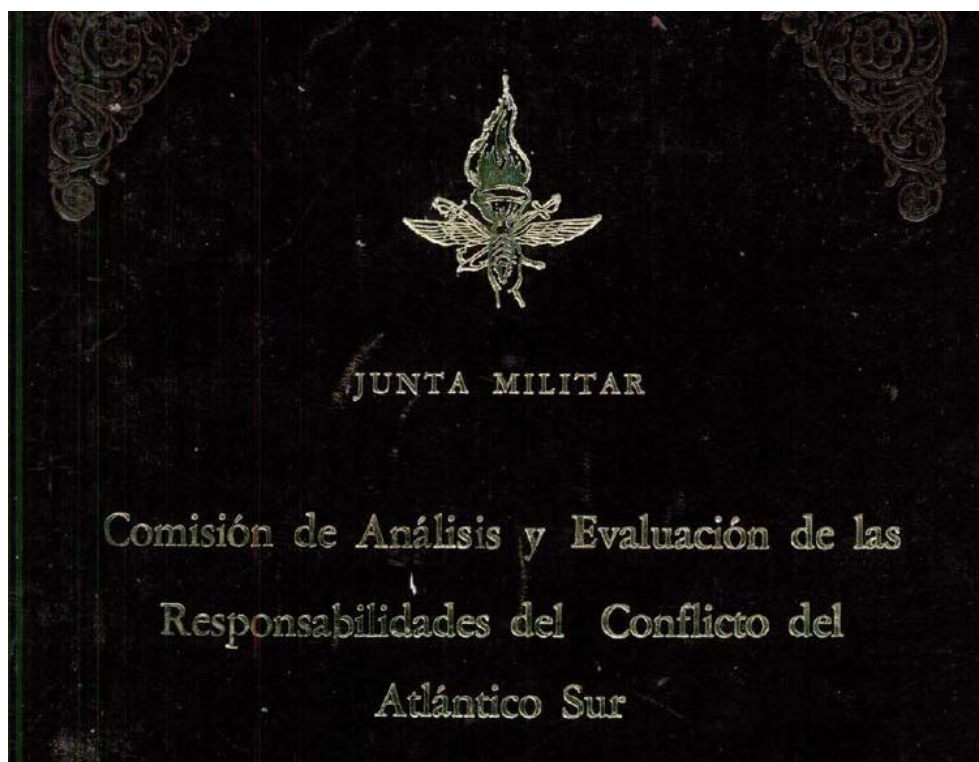 JUNTA MILITAR
Comisión de Análisis y Evaluación de las
Responsabilidades del Conflicto del
Atlántico Sur